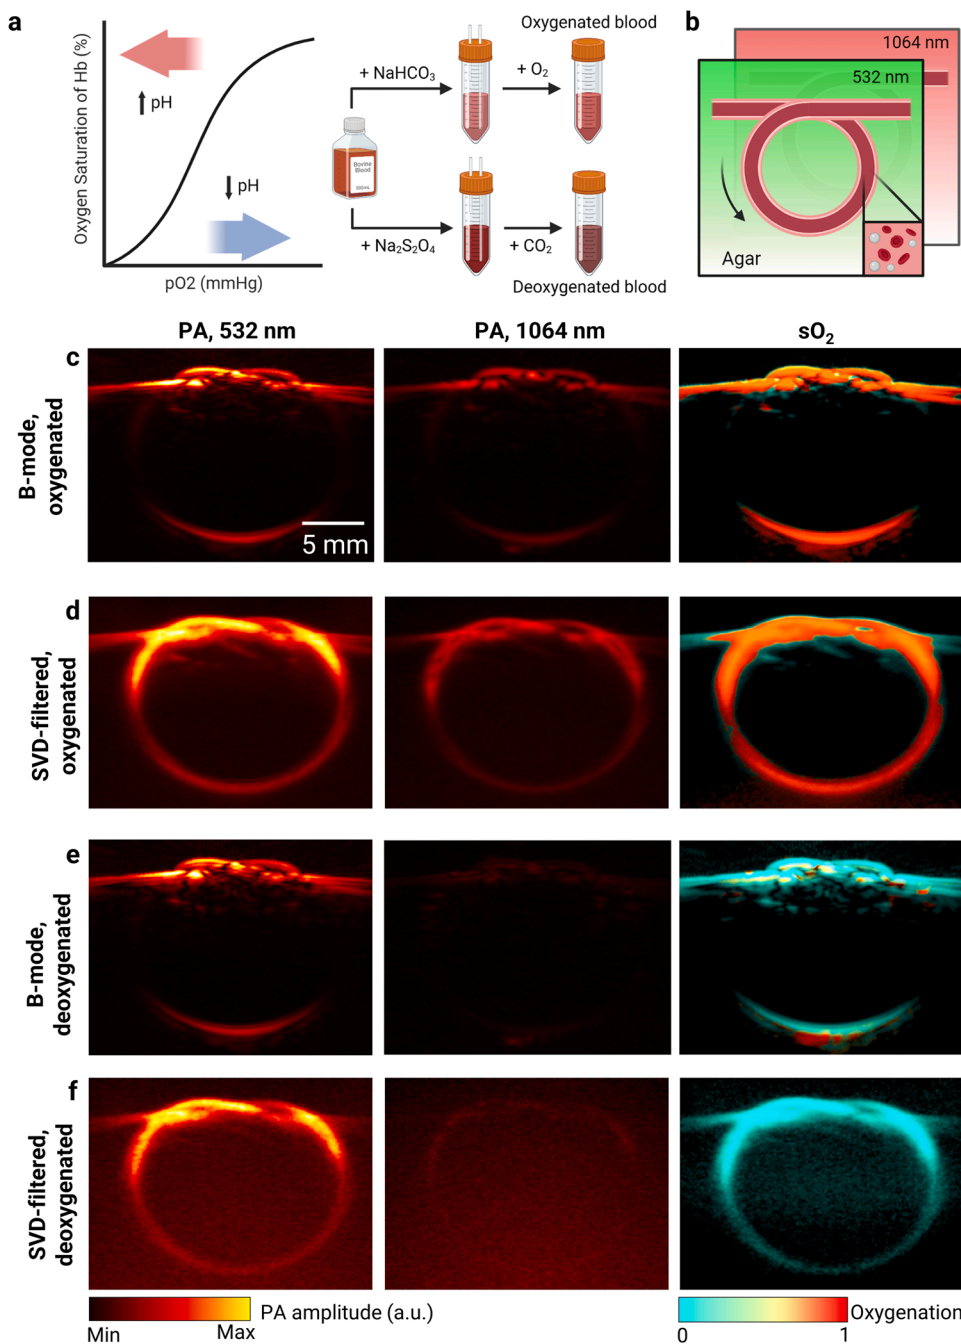 a
Oxygen Saturation of Hb (%)
pH
pH
pO2 (mmHg)
Bovine
Blood
500mL
+ NaHCO₃
+ O₂
Oxygenated blood
+ Na₂S₂O₄
+ CO₂
Deoxygenated blood
b
1064 nm
532 nm
Agar
PA, 532 nm
PA, 1064 nm
sO₂
c
B-mode,
oxygenated
5 mm
d
SVD-filtered,
oxygenated
e
B-mode,
deoxygenated
f
SVD-filtered,
deoxygenated
PA amplitude (a.u.)
Min
Max
Oxygenation
0
1